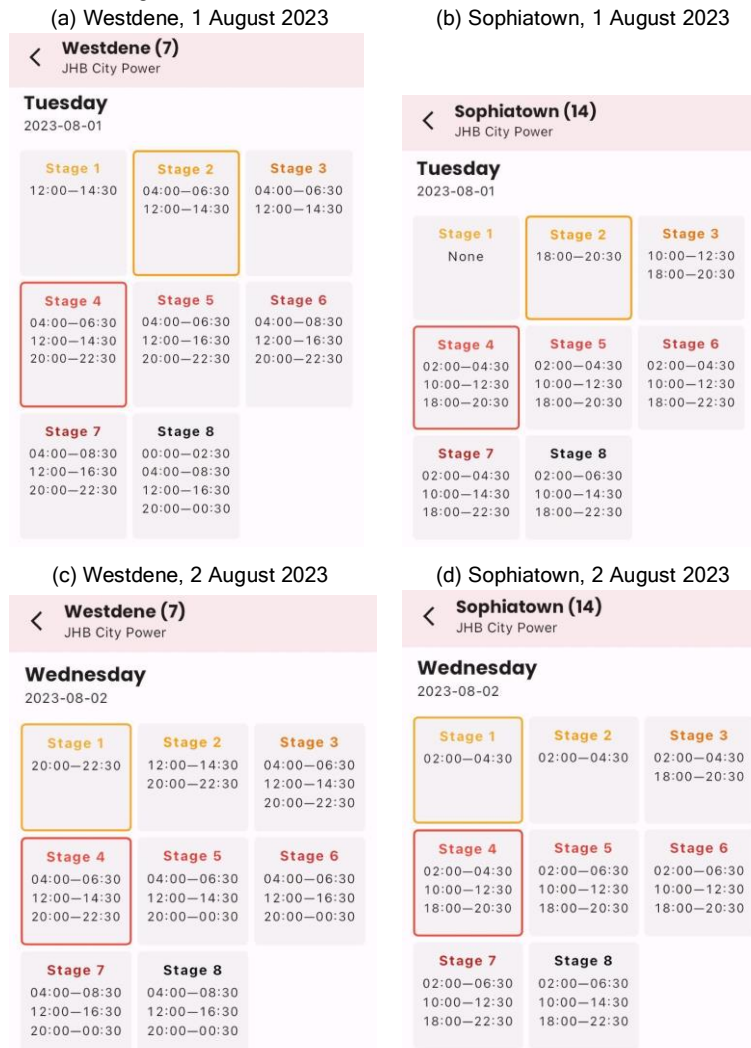 (a) Westdene, 1 August 2023
Westdene (7)
JHB City Power
Tuesday
2023-08-01
Stage 1
12:00—14:30
Stage 2
04:00—06:30
12:00—14:30
Stage 3
04:00—06:30
12:00—14:30
Stage 4
04:00—06:30
12:00—14:30
20:00—22:30
Stage 5
04:00—06:30
12:00—16:30
20:00—22:30
Stage 6
04:00—08:30
12:00—16:30
20:00—22:30
Stage 7
04:00—08:30
12:00—16:30
20:00—22:30
Stage 8
00:00—02:30
04:00—08:30
12:00—16:30
20:00—00:30
(b) Sophiatown, 1 August 2023
Sophiatown (14)
JHB City Power
Tuesday
2023-08-01
Stage 1
None
Stage 2
18:00—20:30
Stage 3
10:00—12:30
18:00—20:30
Stage 4
02:00—04:30
10:00—12:30
18:00—20:30
Stage 5
02:00—04:30
10:00—12:30
18:00—20:30
Stage 6
02:00—04:30
10:00—12:30
18:00—22:30
Stage 7
02:00—04:30
10:00—14:30
18:00—22:30
Stage 8
02:00—06:30
10:00—14:30
18:00—22:30
(c) Westdene, 2 August 2023
Westdene (7)
JHB City Power
Wednesday
2023-08-02
Stage 1
20:00—22:30
Stage 2
12:00—14:30
20:00—22:30
Stage 3
04:00—06:30
12:00—14:30
20:00—22:30
Stage 4
04:00—06:30
12:00—14:30
20:00—22:30
Stage 5
04:00—06:30
12:00—14:30
20:00—00:30
Stage 6
04:00—06:30
12:00—16:30
20:00—00:30
Stage 7
04:00—08:30
12:00—16:30
20:00—00:30
Stage 8
04:00—08:30
12:00—16:30
20:00—00:30
(d) Sophiatown, 2 August 2023
Sophiatown (14)
JHB City Power
Wednesday
2023-08-02
Stage 1
02:00—04:30
Stage 2
02:00—04:30
Stage 3
02:00—04:30
18:00—20:30
Stage 4
02:00—04:30
10:00—12:30
18:00—20:30
Stage 5
02:00—06:30
10:00—12:30
18:00—20:30
Stage 6
02:00—06:30
10:00—12:30
18:00—20:30
Stage 7
02:00—06:30
10:00—12:30
18:00—22:30
Stage 8
02:00—06:30
10:00—14:30
18:00—22:30